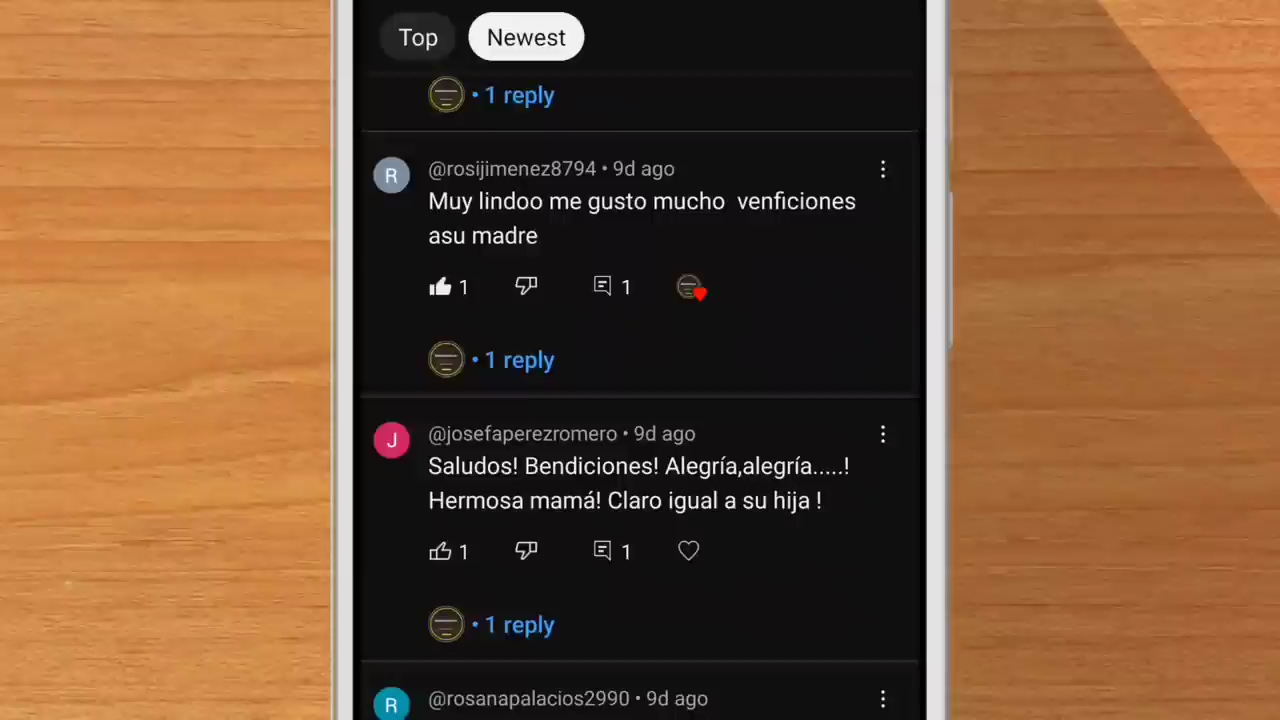 Top Newest
• 1 reply
R @rosijimenez8794 • 9d ago
Muy lindoo me gusto mucho venficiones
asu madre
1 1
• 1 reply
J @josefaperezromero • 9d ago
Saludos! Bendiciones! Alegría,alegría.....!
Hermosa mamá! Claro igual a su hija !
1 1
• 1 reply
R @rosanapalacios2990 • 9d ago